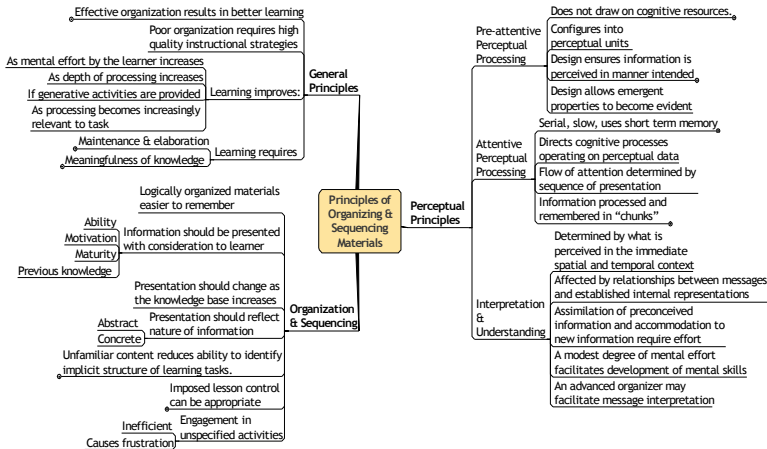 Effective organization results in better learning
Poor organization requires high
quality instructional strategies
As mental effort by the learner increases
As depth of processing increases
If generative activities are provided
As processing becomes increasingly
relevant to task
Learning improves:
Maintenance & elaboration
Meaningfulness of knowledge
Learning requires
General
Principles
Logically organized materials
easier to remember
Ability
Motivation
Maturity
Previous knowledge
Information should be presented
with consideration to learner
Presentation should change as
the knowledge base increases
Abstract
Concrete
Presentation should reflect
nature of information
Unfamiliar content reduces ability to identify
implicit structure of learning tasks.
Imposed lesson control
can be appropriate
Inefficient
Causes frustration
Engagement in
unspecified activities
Organization
& Sequencing
Principles of
Organizing &
Sequencing
Materials
Perceptual
Principles
Pre-attentive
Perceptual
Processing
Does not draw on cognitive resources.
Configures into
perceptual units
Design ensures information is
perceived in manner intended
Design allows emergent
properties to become evident
Attentive
Perceptual
Processing
Serial, slow, uses short term memory
Directs cognitive processes
operating on perceptual data
Flow of attention determined by
sequence of presentation
Information processed and
remembered in “chunks”
Interpretation
&
Understanding
Determined by what is
perceived in the immediate
spatial and temporal context
Affected by relationships between messages
and established internal representations
Assimilation of preconceived
information and accommodation to
new information require effort
A modest degree of mental effort
facilitates development of mental skills
An advanced organizer may
facilitate message interpretation